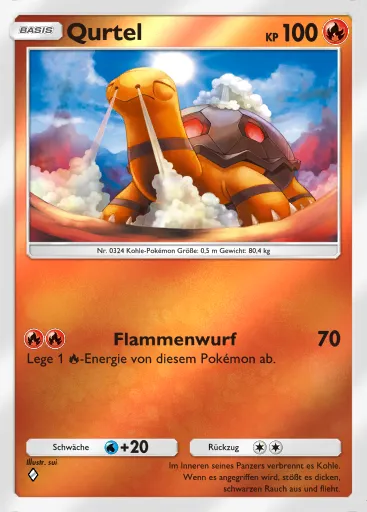 BASIS Qurtel KP 100
Nr. 0324 Kohle-Pokémon Größe: 0,5 m Gewicht: 80,4 kg
Flammenwurf 70
Lege 1 -Energie von diesem Pokémon ab.
Schwäche +20 Rückzug
Illustr. sui
Im Inneren seines Panzers verbrennt es Kohle.
Wenn es angegriffen wird, stößt es dicken,
schwarzen Rauch aus und flieht.